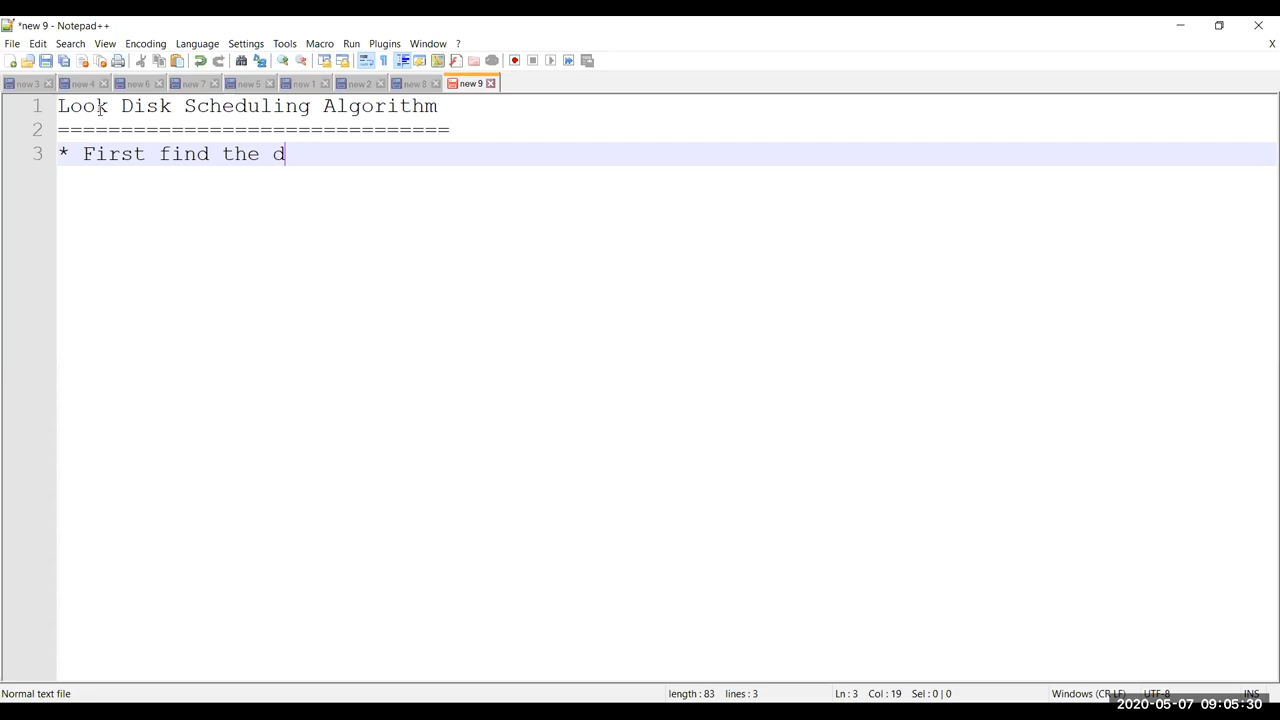 *new 9 - Notepad++
File Edit Search View Encoding Language Settings Tools Macro Run Plugins Window ? X
new 3 new 4 new 6 new 7 new 5 new 1 new 2 new 8 new 9
1 Look Disk Scheduling Algorithm
2 ===============================
3 * First find the d
Normal text file length : 83 lines : 3 Ln : 3 Col : 19 Sel : 0 | 0 Windows (CR LF) UTF-8 INS
2020-05-07 09:05:30